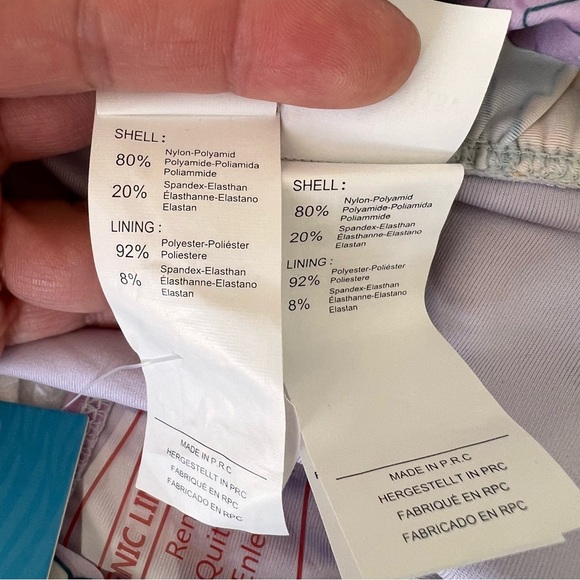 SHELL:
80% Nylon-Polyamid
Polyamide-Poliamida
Poliammide
20% Spandex-Elasthan
Élasthanne-Elastano
Elastan
LINING:
92% Polyester-Poliéster
Poliestere
8% Spandex-Elasthan
Élasthanne-Elastano
Elastan
MADE IN P.R.C
HERGESTELLT IN PRC
FABRIQUÉ EN RPC
FABRICADO EN RPC
SHELL:
80% Nylon-Polyamid
Polyamide-Poliamida
Poliammide
20% Spandex-Elasthan
Élasthanne-Elastano
Elastan
LINING:
92% Polyester-Poliéster
Poliestere
8% Spandex-Elasthan
Élasthanne-Elastano
Elastan
MADE IN P.R.C
HERGESTELLT IN PRC
FABRIQUÉ EN RPC
FABRICADO EN RPC